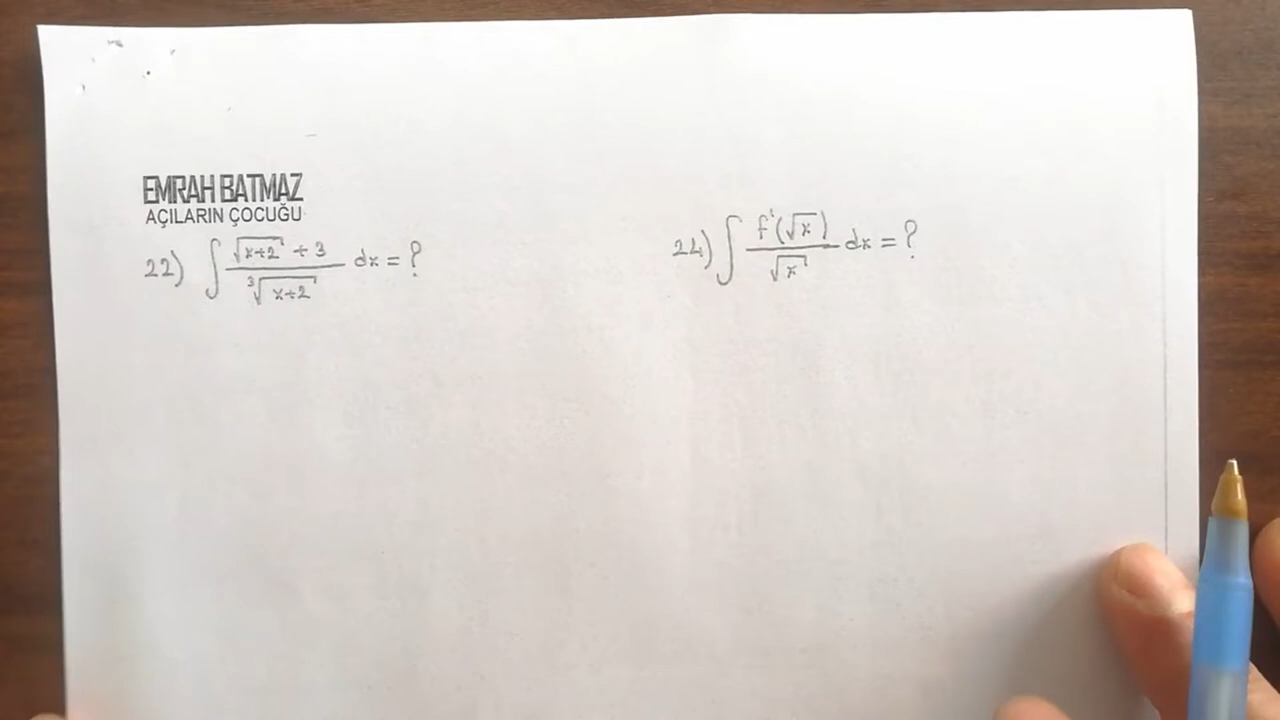 EMRAH BATMAZ
AÇILARIN ÇOCUĞU
22) ∫ (√(x+2) + 3) / ∛(x+2) dx = ?
24) ∫ f'(√x) / √x dx = ?